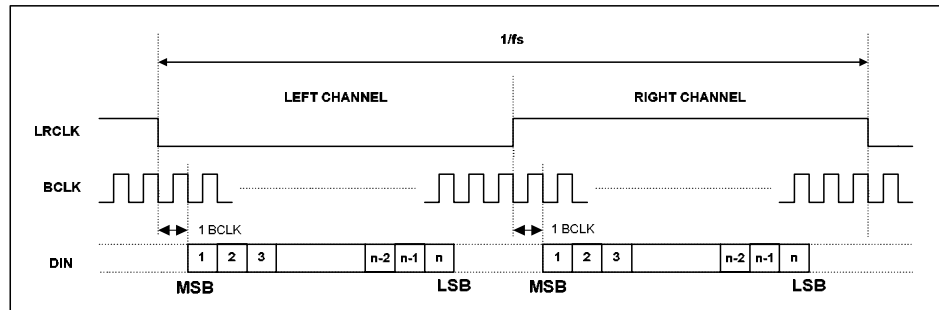 1/fs
LEFT CHANNEL RIGHT CHANNEL
LRCLK
BCLK
1 BCLK 1 BCLK
DIN 1 2 3 n-2 n-1 n 1 2 3 n-2 n-1 n
MSB LSB MSB LSB